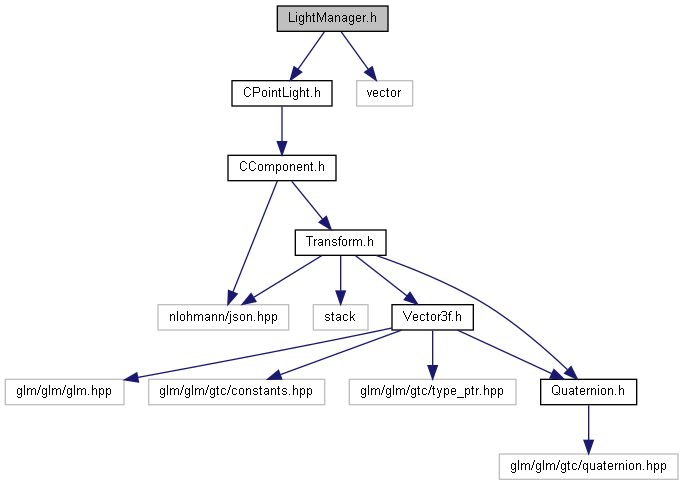 LightManager.h
CPointLight.h
vector
CComponent.h
Transform.h
nlohmann/json.hpp
stack
Vector3f.h
glm/glm/glm.hpp
glm/glm/gtc/constants.hpp
glm/glm/gtc/type_ptr.hpp
Quaternion.h
glm/glm/gtc/quaternion.hpp